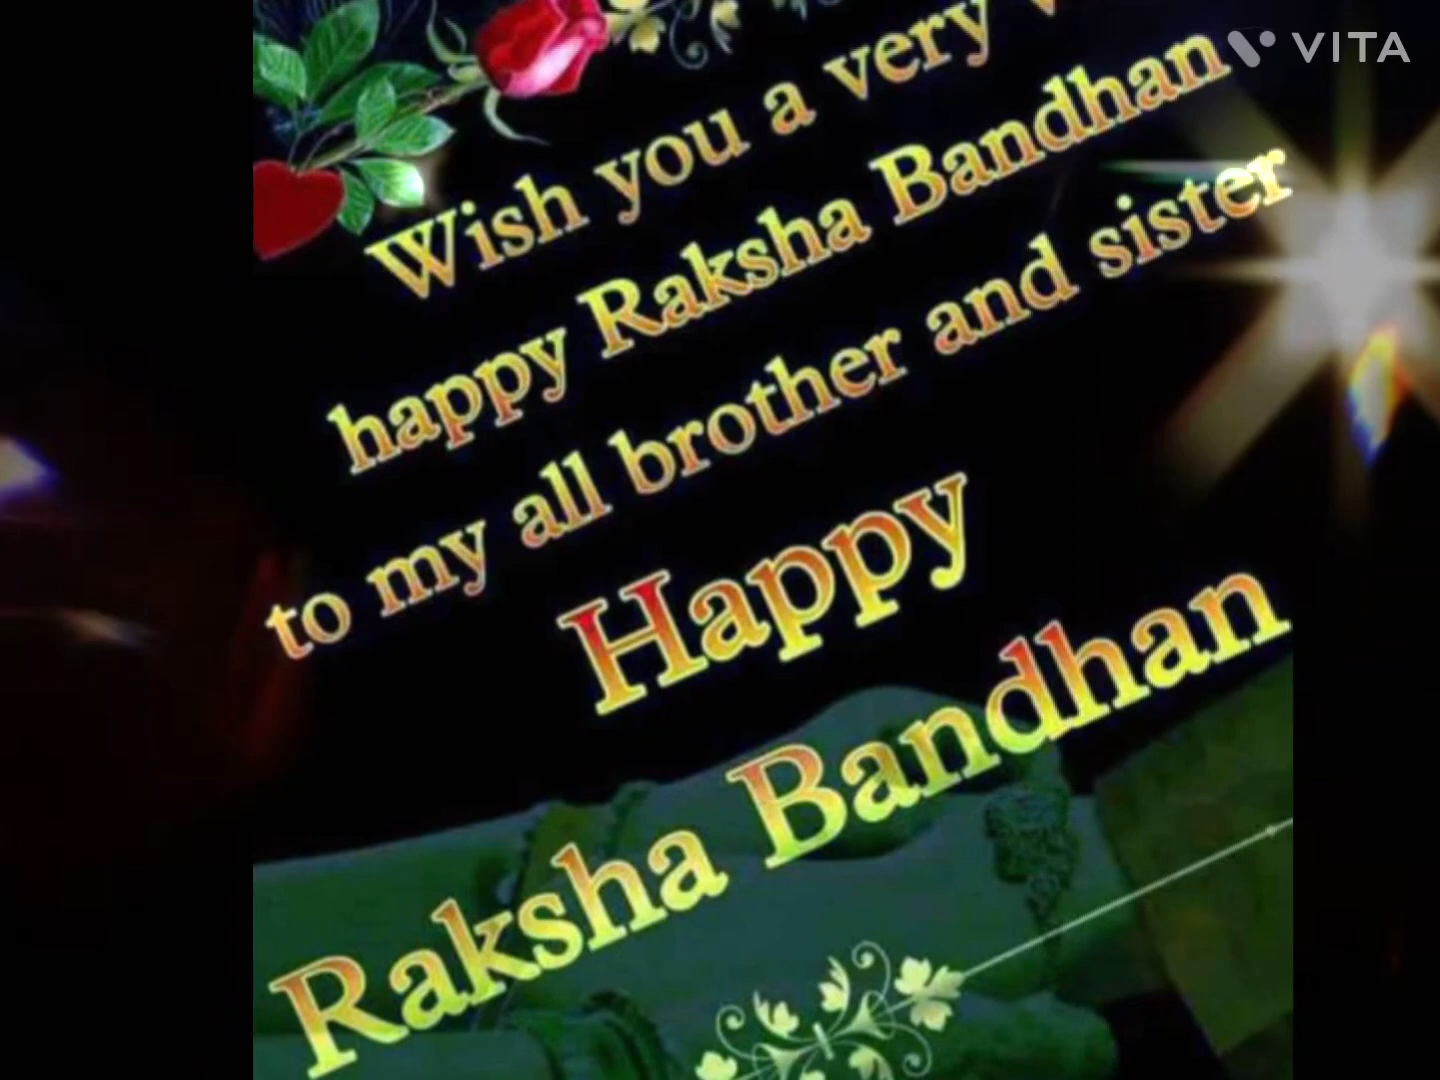 Wish you a very
happy Raksha Bandhan
to my all brother and sister
Happy
Raksha Bandhan
VITA